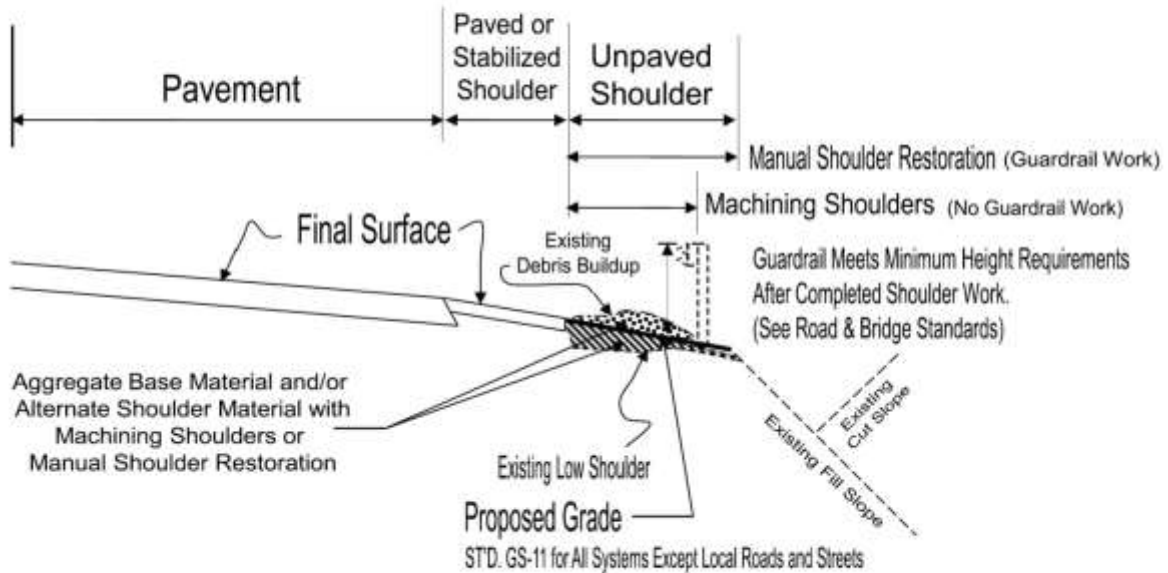 Pavement
Paved or
Stabilized
Shoulder
Unpaved
Shoulder
Manual Shoulder Restoration (Guardrail Work)
Machining Shoulders (No Guardrail Work)
Final Surface
Existing
Debris Buildup
Guardrail Meets Minimum Height Requirements
After Completed Shoulder Work.
(See Road & Bridge Standards)
Aggregate Base Material and/or
Alternate Shoulder Material with
Machining Shoulders or
Manual Shoulder Restoration
Existing Low Shoulder
Existing
Cut Slope
Existing Fill Slope
Proposed Grade
ST'D. GS-11 for All Systems Except Local Roads and Streets